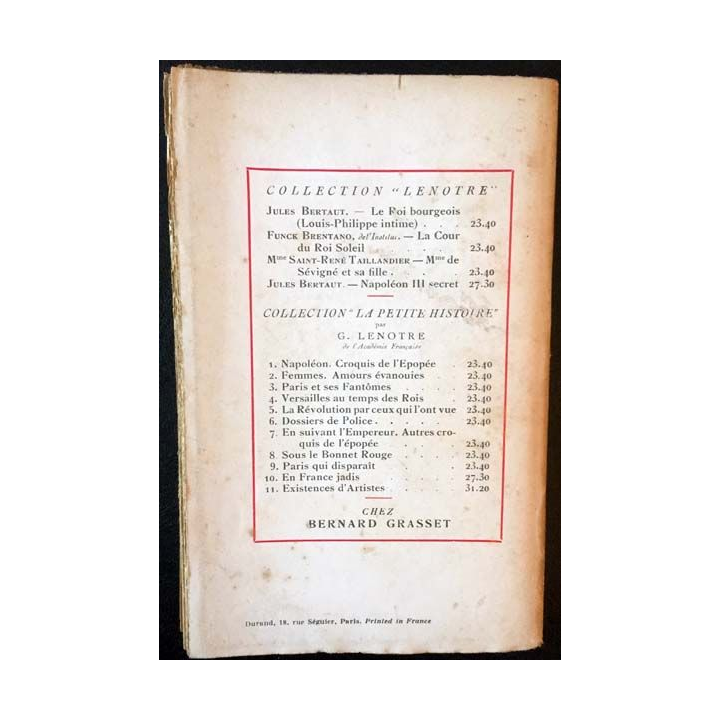 COLLECTION "LENOTRE"
JULES BERTAUT. — Le Roi bourgeois
(Louis-Philippe intime) . . . 23.40
FUNCK BRENTANO, de l'Institut. — La Cour
du Roi Soleil . . . . 23.40
Mme SAINT-RENÉ TAILLANDIER — Mme de
Sévigné et sa fille . . . . 23.40
JULES BERTAUT. — Napoléon III secret 27.30
COLLECTION "LA PETITE HISTOIRE"
par
G. LENOTRE
de l'Académie Française
1. Napoléon. Croquis de l'Epopée . 23.40
2. Femmes. Amours évanouies . . 23.40
3. Paris et ses Fantômes . . . . 23.40
4. Versailles au temps des Rois . 23.40
5. La Révolution par ceux qui l'ont vue 23.40
6. Dossiers de Police . . . . . 23.40
7. En suivant l'Empereur. Autres cro-
quis de l'épopée . . . . 23.40
8. Sous le Bonnet Rouge . . . . 23.40
9. Paris qui disparaît . . . . 23.40
10. En France jadis . . . . 27.30
11. Existences d'Artistes . . . . 31.20
CHEZ
BERNARD GRASSET
Durand, 18, rue Séguier, Paris. Printed in France